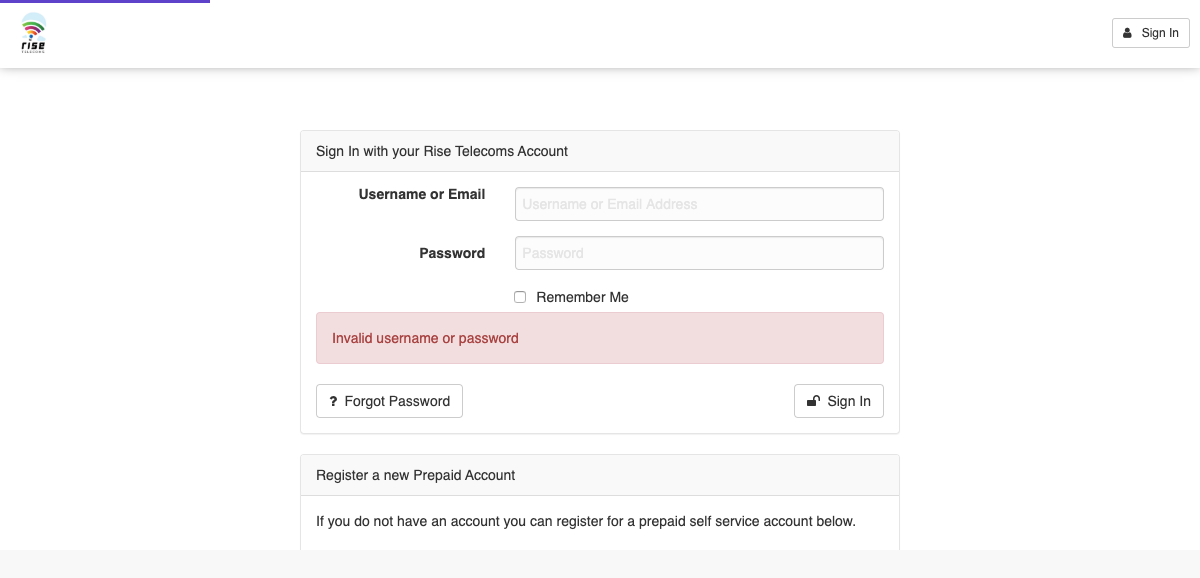 rise
TELECOMS
Sign In
Sign In with your Rise Telecoms Account
Username or Email
Username or Email Address
Password
Password
Remember Me
Invalid username or password
? Forgot Password
Sign In
Register a new Prepaid Account
If you do not have an account you can register for a prepaid self service account below.